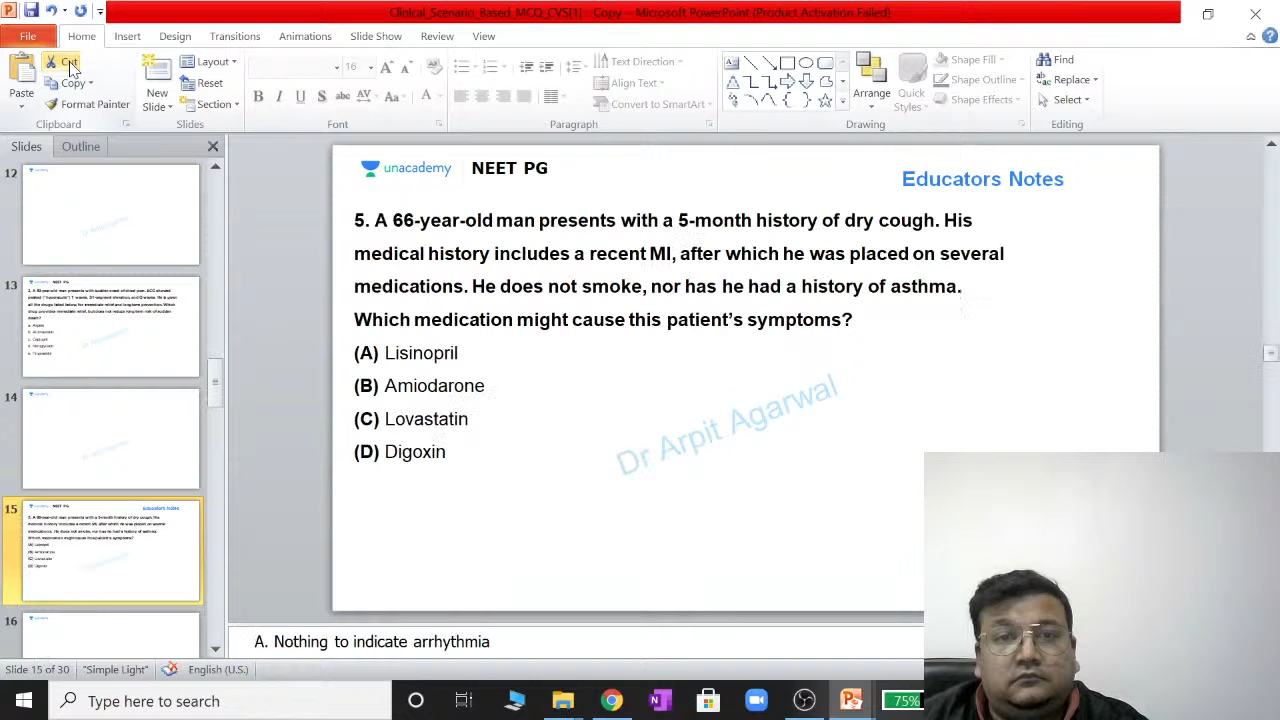 Clinical_Scenario_Based_MCQ_CVS[1] - Copy - Microsoft PowerPoint (Product Activation Failed)
File Home Insert Design Transitions Animations Slide Show Review View
Paste
Cut
Copy
Format Painter
Clipboard
New Slide
Layout
Reset
Section
Slides
16
Font
Text Direction
Align Text
Convert to SmartArt
Paragraph
Arrange
Quick Styles
Shape Fill
Shape Outline
Shape Effects
Drawing
Find
Replace
Select
Editing
Slides Outline
12
13
14
15
16
unacademy NEET PG
Educators Notes
5. A 66-year-old man presents with a 5-month history of dry cough. His
medical history includes a recent MI, after which he was placed on several
medications. He does not smoke, nor has he had a history of asthma.
Which medication might cause this patient's symptoms?
(A) Lisinopril
(B) Amiodarone
(C) Lovastatin
(D) Digoxin
Dr Arpit Agarwal
A. Nothing to indicate arrhythmia
Slide 15 of 30 "Simple Light" English (U.S.)
Type here to search
75%